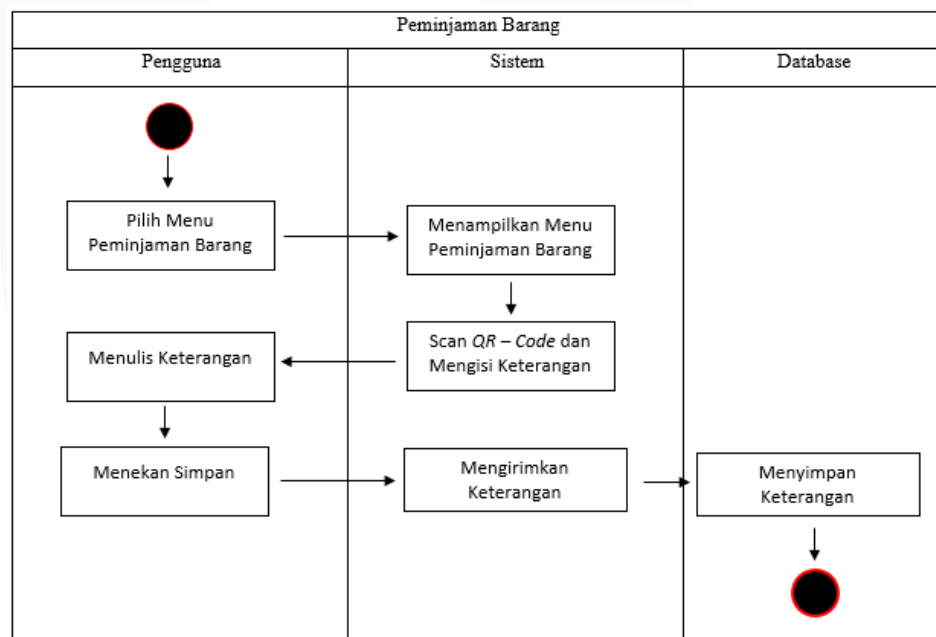 Peminjaman Barang
Pengguna
Sistem
Database
Pilih Menu
Peminjaman Barang
Menampilkan Menu
Peminjaman Barang
Scan QR – Code dan
Mengisi Keterangan
Menulis Keterangan
Menekan Simpan
Mengirimkan
Keterangan
Menyimpan
Keterangan